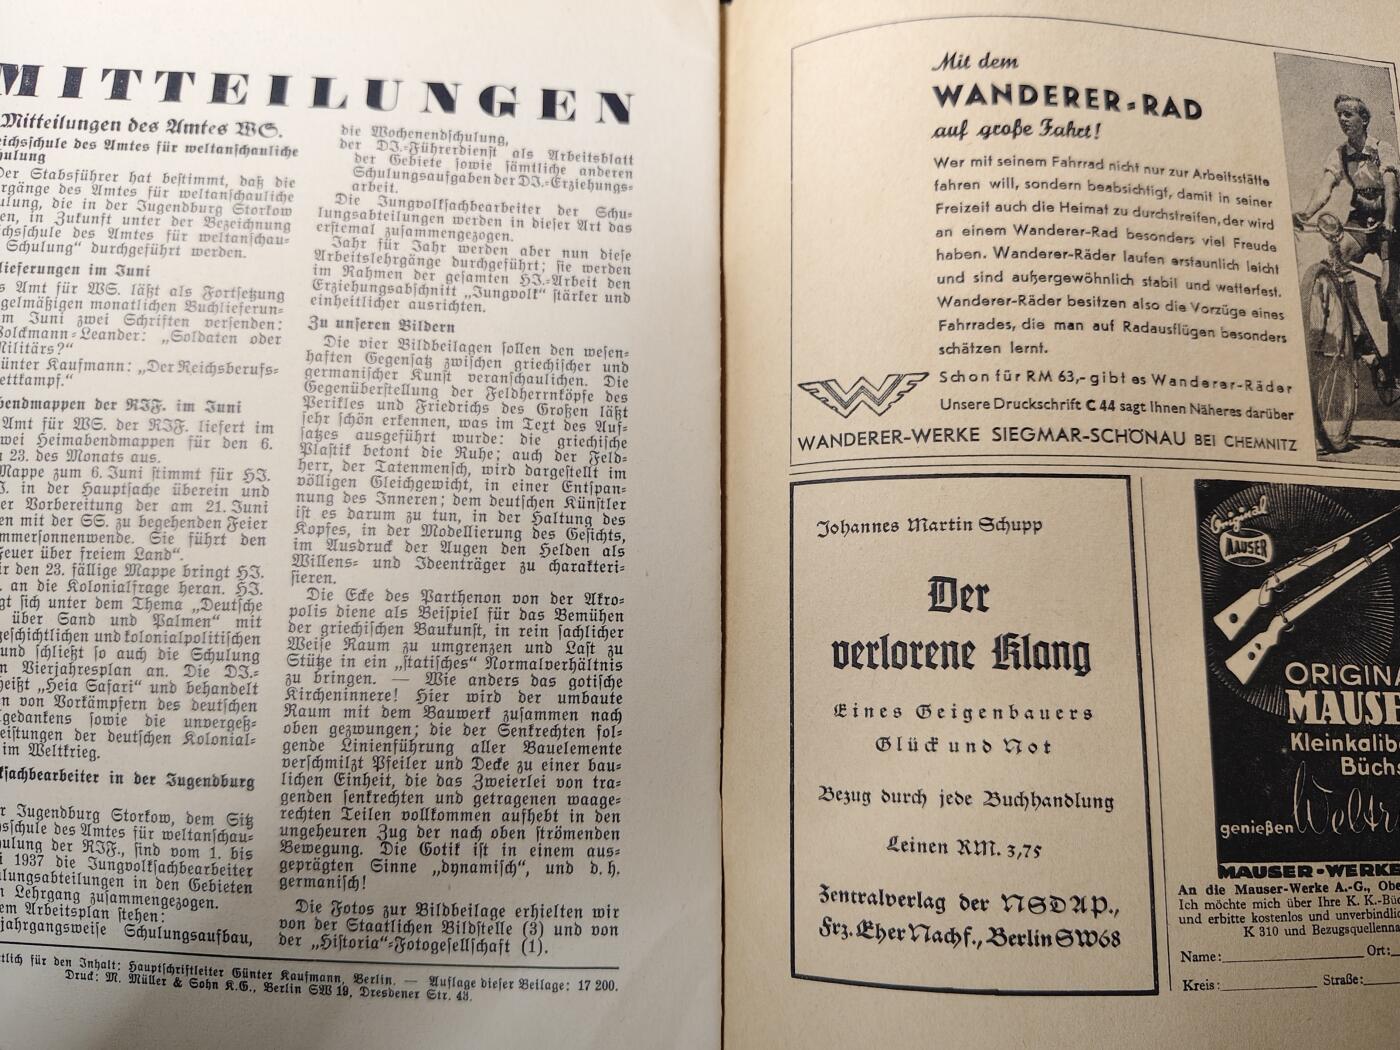 MITTEILUNGEN
Mitteilungen des Amtes WS.
eichsschule des Amtes für weltanschauliche
hulung
Der Stabsführer hat bestimmt, daß die
rgänge des Amtes für weltanschauliche
ulung, die in der Jugendburg Storkow
en, in Zukunft unter der Bezeichnung
chsschule des Amtes für weltanschau-
Schulung“ durchgeführt werden.
lieferungen im Juni
s Amt für WS. läßt als Fortsetzung
gelmäßigen monatlichen Buchlieferun-
m Juni zwei Schriften versenden:
Volckmann-Leander: „Soldaten oder
Militärs?“
ünter Kaufmann: „Der Reichsberufs-
ettkampf.“
bendmappen der RJF. im Juni
Amt für WS. der RJF. liefert im
wei Heimabendmappen für den 6.
23. des Monats aus.
Mappe zum 6. Juni stimmt für HJ.
J. in der Hauptsache überein und
er Vorbereitung der am 21. Juni
en mit der SS. zu begehenden Feier
mmersonnenwende. Sie führt den
Feuer über freiem Land“.
ir den 23. fällige Mappe bringt HJ.
an die Kolonialfrage heran. HJ.
gt sich unter dem Thema „Deutsche
über Sand und Palmen“ mit
geschichtlichen und kolonialpolitischen
und schließt so auch die Schulung
n Vierjahresplan an. Die DJ.-
heißt „Heia Safari“ und behandelt
n von Vorkämpfern des deutschen
gedankens sowie die unvergeß-
eistungen der deutschen Kolonial-
im Weltkrieg.
ksachbearbeiter in der Jugendburg
r Jugendburg Storkow, dem Sitz
hsschule des Amtes für weltanschau-
ulung der RJF., sind vom 1. bis
i 1937 die Jungvolksachbearbeiter
ulungsabteilungen in den Gebieten
n Lehrgang zusammengezogen.
em Arbeitsplan stehen:
jahrgangsweise Schulungsaufbau,
die Wochenendschulung,
der DJ.-Führerdienst als Arbeitsblatt
der Gebiete sowie sämtliche anderen
Schulungsaufgaben der DJ.-Erziehungs-
arbeit.
Die Jungvolksachbearbeiter der Schu-
lungsabteilungen werden in dieser Art das
erstemal zusammengezogen.
Jahr für Jahr werden aber nun diese
Arbeitslehrgänge durchgeführt; sie werden
im Rahmen der gesamten HJ.-Arbeit den
Erziehungsabschnitt „Jungvolk“ stärker und
einheitlicher ausrichten.
Zu unseren Bildern
Die vier Bildbeilagen sollen den wesen-
haften Gegensatz zwischen griechischer und
germanischer Kunst veranschaulichen. Die
Gegenüberstellung der Feldherrnköpfe des
Perikles und Friedrichs des Großen läßt
sehr schön erkennen, was im Text des Auf-
satzes ausgeführt wurde: die griechische
Plastik betont die Ruhe; auch der Feld-
herr, der Tatenmensch, wird dargestellt im
völligen Gleichgewicht, in einer Entspan-
nung des Inneren; dem deutschen Künstler
ist es darum zu tun, in der Haltung des
Kopfes, in der Modellierung des Gesichts,
im Ausdruck der Augen den Helden als
Willens- und Ideenträger zu charakteri-
sieren.
Die Ecke des Parthenon von der Akro-
polis diene als Beispiel für das Bemühen
der griechischen Baukunst, in rein sachlicher
Weise Raum zu umgrenzen und Last zu
Stütze in ein „statisches“ Normalverhältnis
zu bringen. — Wie anders das gotische
Kircheninnere! Hier wird der umbaute
Raum mit dem Bauwerk zusammen nach
oben gezwungen; die der Senkrechten fol-
gende Linienführung aller Bauelemente
verschmilzt Pfeiler und Decke zu einer bau-
lichen Einheit, die das Zweierlei von tra-
genden senkrechten und getragenen waage-
rechten Teilen vollkommen aufhebt in den
ungeheuren Zug der nach oben strömenden
Bewegung. Die Gotik ist in einem aus-
geprägten Sinne „dynamisch“, und d. h.
germanisch!
Die Fotos zur Bildbeilage erhielten wir
von der Staatlichen Bildstelle (3) und von
der „Historia“-Fotogesellschaft (1).
tlich für den Inhalt: Hauptschriftleiter Günter Kaufmann, Berlin. — Auflage dieser Beilage: 17 200.
Druck: M. Müller & Sohn K.G., Berlin SW 19, Dresdener Str. 43.
Mit dem
WANDERER-RAD
auf große Fahrt!
Wer mit seinem Fahrrad nicht nur zur Arbeitsstätte
fahren will, sondern beabsichtigt, damit in seiner
Freizeit auch die Heimat zu durchstreifen, der wird
an einem Wanderer-Rad besonders viel Freude
haben. Wanderer-Räder laufen erstaunlich leicht
und sind außergewöhnlich stabil und wetterfest.
Wanderer-Räder besitzen also die Vorzüge eines
Fahrrades, die man auf Radausflügen besonders
schätzen lernt.
Schon für RM 63,- gibt es Wanderer-Räder
Unsere Druckschrift C 44 sagt Ihnen Näheres darüber
W
WANDERER-WERKE SIEGMAR-SCHÖNAU BEI CHEMNITZ
Johannes Martin Schupp
Der
verlorene Klang
Eines Geigenbauers
Glück und Not
Bezug durch jede Buchhandlung
Leinen RM. 3,75
Zentralverlag der NSDAP.,
Frz. Eher Nachf., Berlin SW 68
Original
MAUSER
ORIGINA
MAUSE
Kleinkalib
Büchs
genießen Weltr
MAUSER-WERKE
An die Mauser-Werke A.-G., Obe
Ich möchte mich über Ihre K. K.-Büc
und erbitte kostenlos und unverbindlic
K 310 und Bezugsquellenna
Name: Ort:
Kreis: Straße: